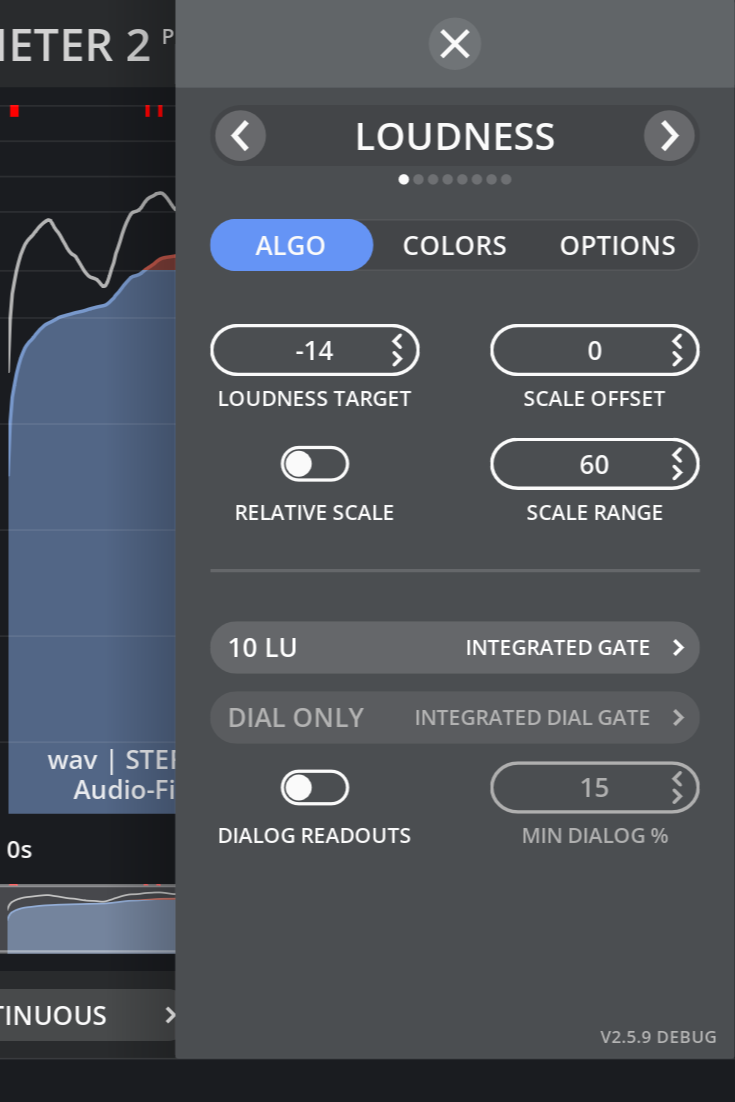 METER 2 P
LOUDNESS
ALGO COLORS OPTIONS
-14 0
LOUDNESS TARGET SCALE OFFSET
60
RELATIVE SCALE SCALE RANGE
10 LU INTEGRATED GATE
DIAL ONLY INTEGRATED DIAL GATE
wav | STE
Audio-Fi
15
DIALOG READOUTS MIN DIALOG %
0s
TINUOUS
V2.5.9 DEBUG